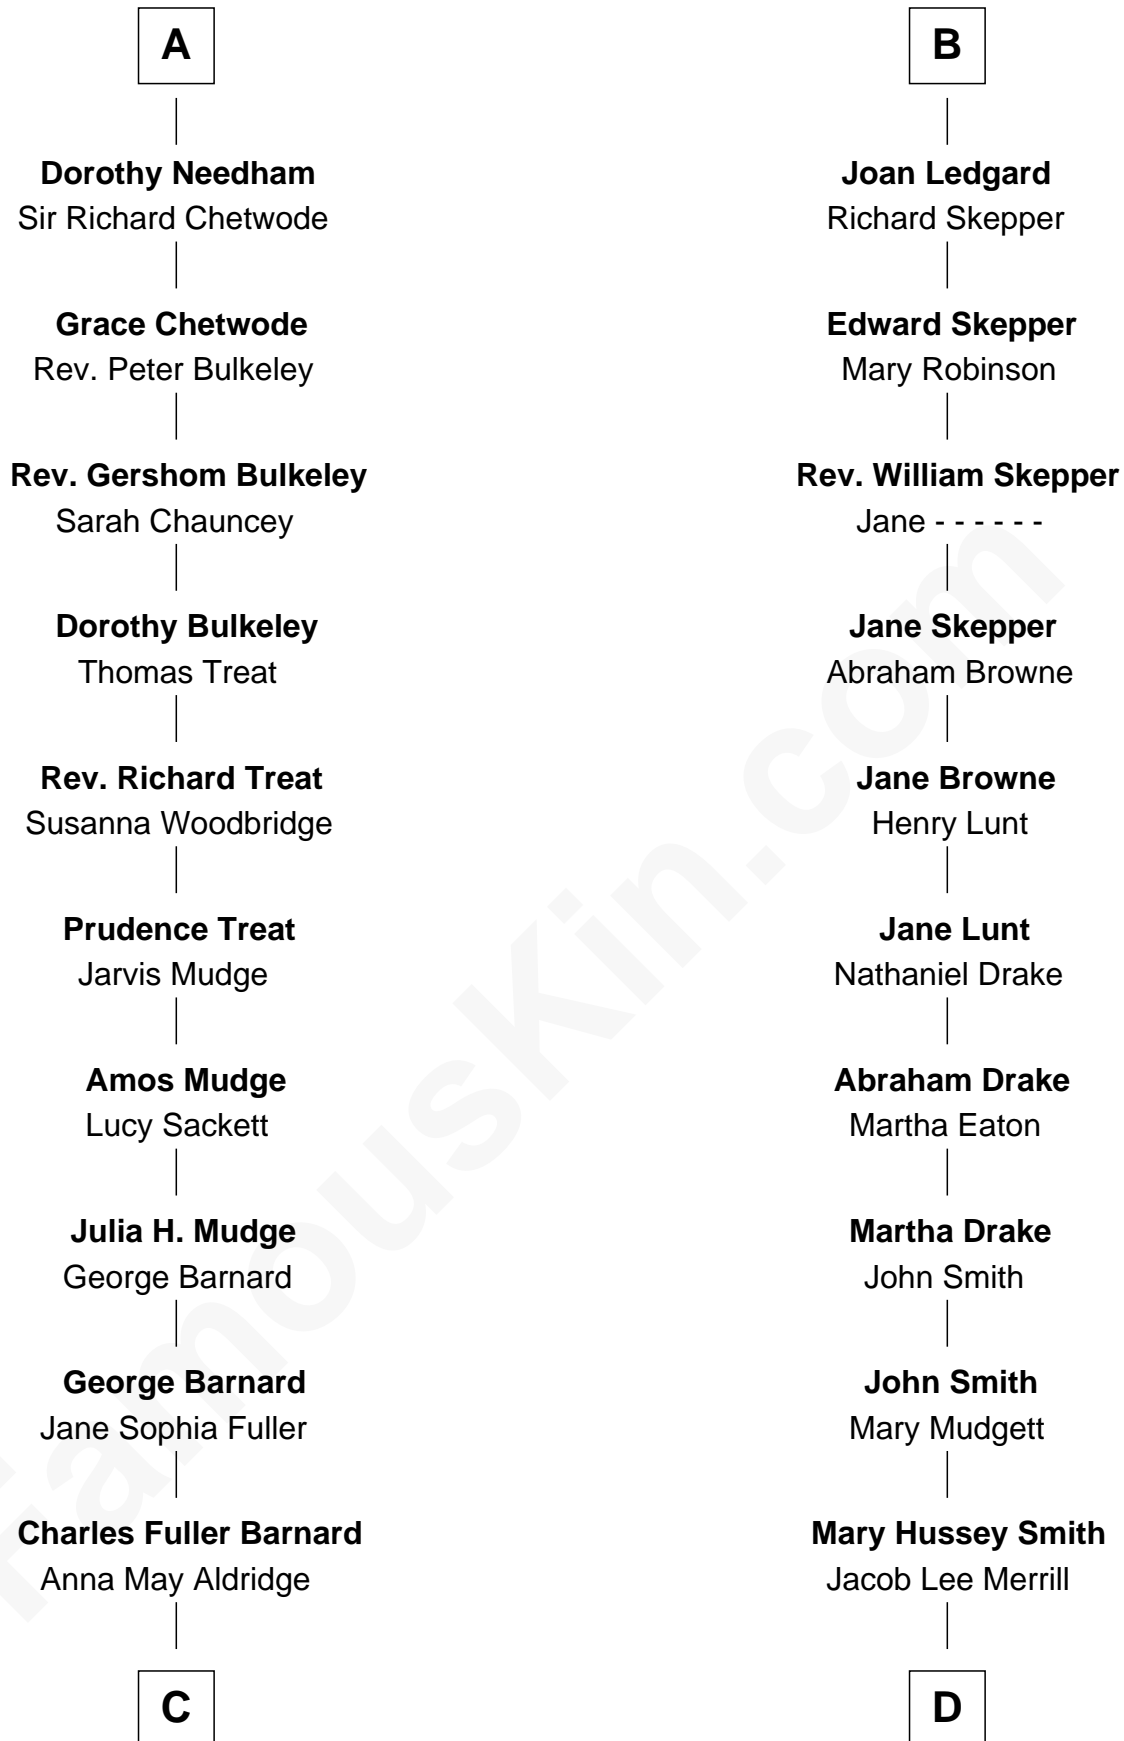 A
Dorothy Needham
Sir Richard Chetwode
Grace Chetwode
Rev. Peter Bulkeley
Rev. Gershom Bulkeley
Sarah Chauncey
Dorothy Bulkeley
Thomas Treat
Rev. Richard Treat
Susanna Woodbridge
Prudence Treat
Jarvis Mudge
Amos Mudge
Lucy Sackett
Julia H. Mudge
George Barnard
George Barnard
Jane Sophia Fuller
Charles Fuller Barnard
Anna May Aldridge
C
B
Joan Ledgard
Richard Skepper
Edward Skepper
Mary Robinson
Rev. William Skepper
Jane - - - - - -
Jane Skepper
Abraham Browne
Jane Browne
Henry Lunt
Jane Lunt
Nathaniel Drake
Abraham Drake
Martha Eaton
Martha Drake
John Smith
John Smith
Mary Mudgett
Mary Hussey Smith
Jacob Lee Merrill
D
FamousKin.com